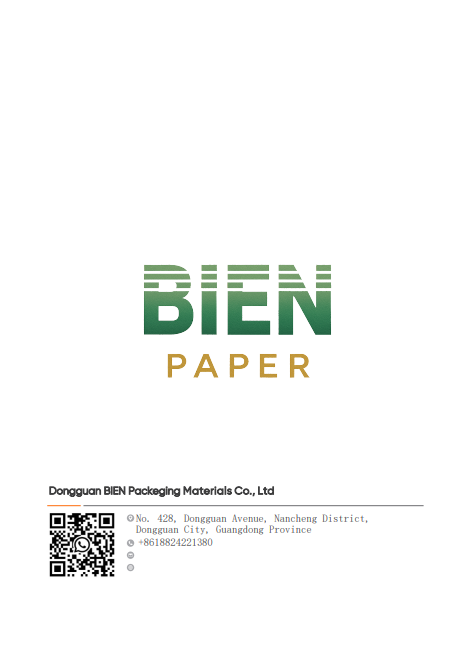 BIEN
PAPER
Dongguan BIEN Packeging Materials Co., Ltd
No. 428, Dongguan Avenue, Nancheng District,
Dongguan City, Guangdong Province
+8618824221380